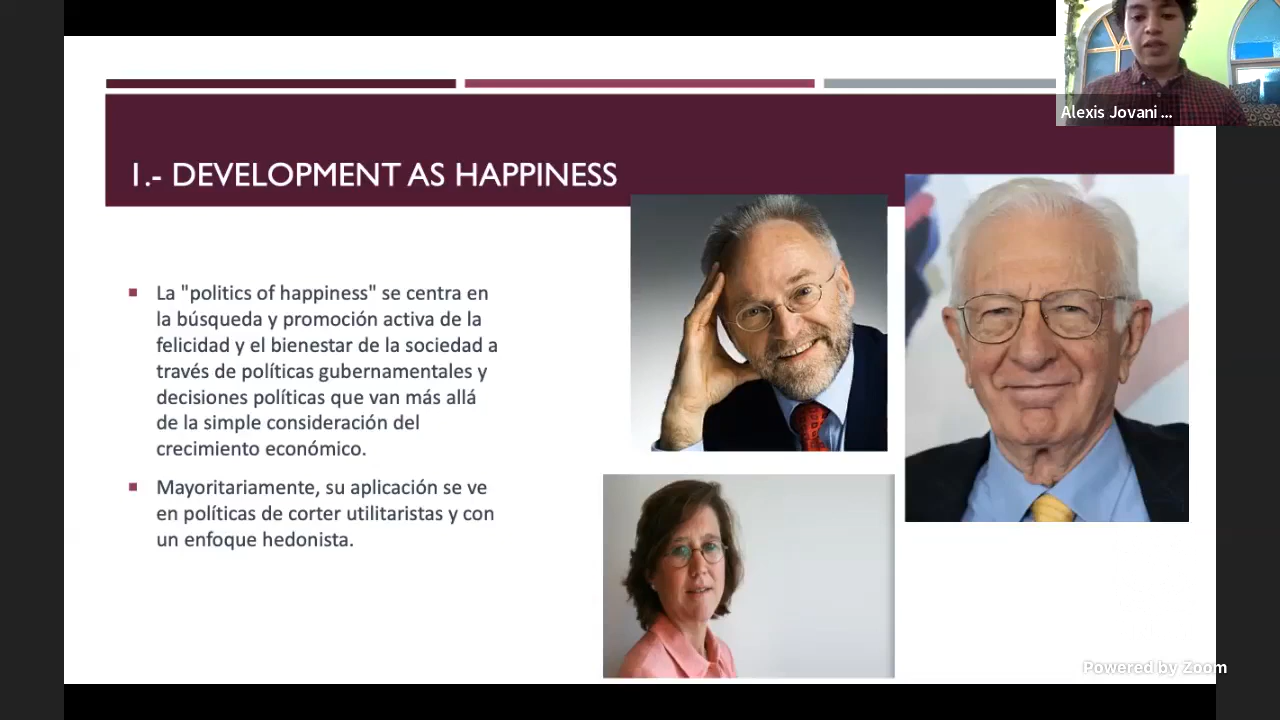 Alexis Jovani ...
1.- DEVELOPMENT AS HAPPINESS
La "politics of happiness" se centra en
la búsqueda y promoción activa de la
felicidad y el bienestar de la sociedad a
través de políticas gubernamentales y
decisiones políticas que van más allá
de la simple consideración del
crecimiento económico.
Mayoritariamente, su aplicación se ve
en políticas de corter utilitaristas y con
un enfoque hedonista.
Powered by Zoom